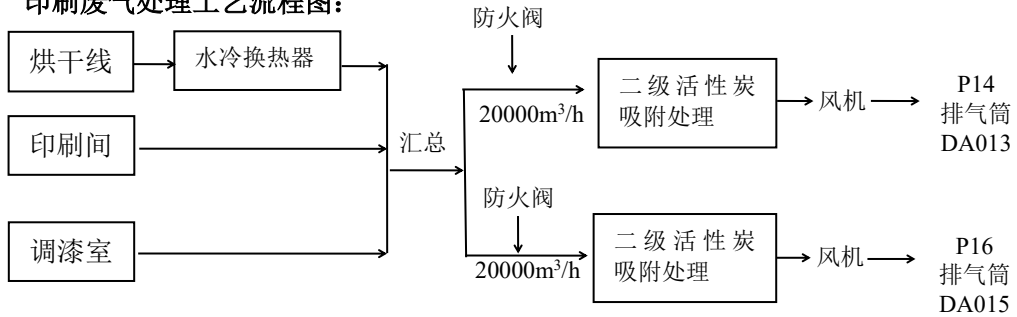 印刷废气处理工艺流程图：
防火阀
烘干线
水冷换热器
20000m³/h
二级活性炭
吸附处理
风机
P14
排气筒
DA013
印刷间
汇总
防火阀
调漆室
20000m³/h
二级活性炭
吸附处理
风机
P16
排气筒
DA015